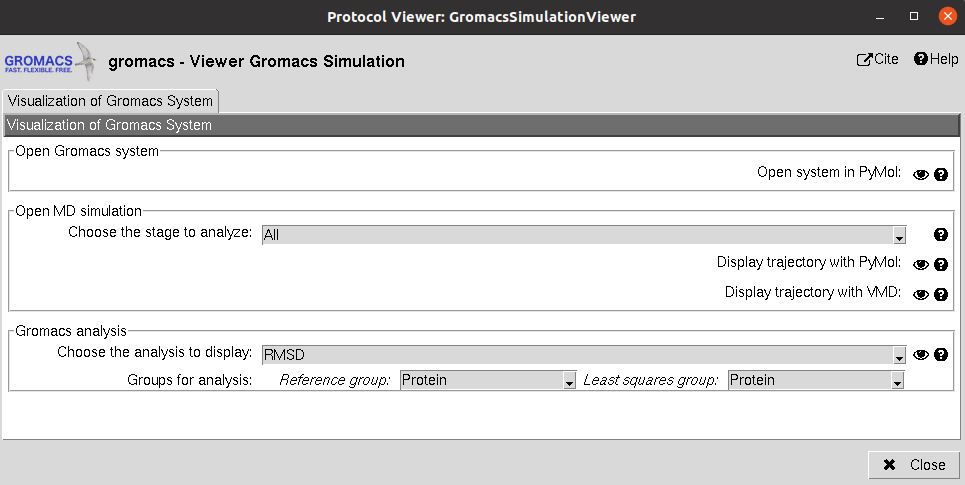 Protocol Viewer: GromacsSimulationViewer
GROMACS
FAST. FLEXIBLE. FREE.
gromacs - Viewer Gromacs Simulation
Cite
Help
Visualization of Gromacs System
Visualization of Gromacs System
Open Gromacs system
Open system in PyMol:
Open MD simulation
Choose the stage to analyze: All
Display trajectory with PyMol:
Display trajectory with VMD:
Gromacs analysis
Choose the analysis to display: RMSD
Groups for analysis: Reference group: Protein Least squares group: Protein
Close